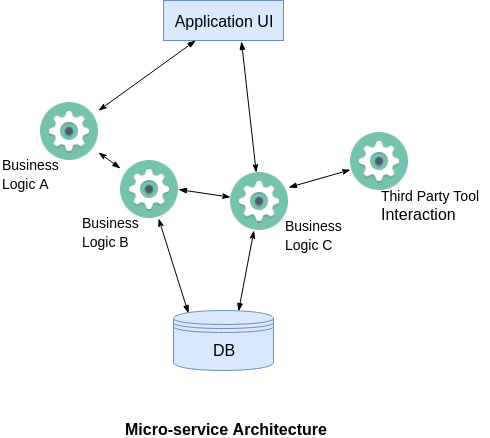 Application UI
Business
Logic A
Business
Logic B
Business
Logic C
Third Party Tool
Interaction
DB
Micro-service Architecture